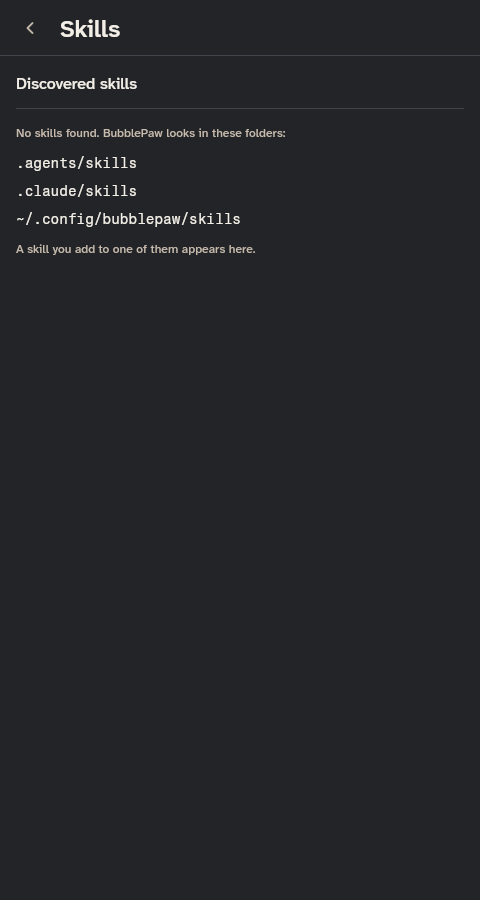 Skills
Discovered skills
No skills found. BubblePaw looks in these folders:
.agents/skills
.claude/skills
~/.config/bubblepaw/skills
A skill you add to one of them appears here.